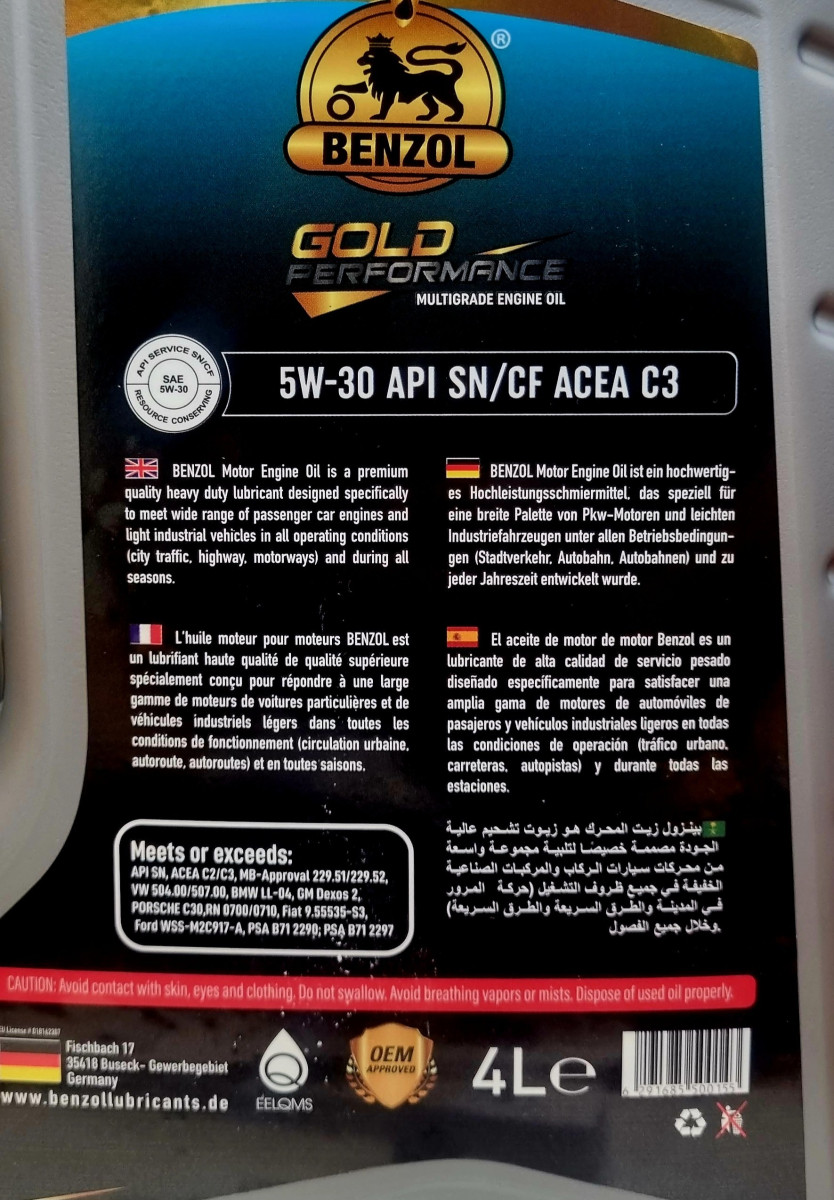 ®
BENZOL
GOLD
PERFORMANCE
MULTIGRADE ENGINE OIL
API SERVICE SN/CF
SAE
5W-30
RESOURCE CONSERVING
5W-30 API SN/CF ACEA C3
BENZOL Motor Engine Oil is a premium
quality heavy duty lubricant designed specifically
to meet wide range of passenger car engines and
light industrial vehicles in all operating conditions
(city traffic, highway, motorways) and during all
seasons.
BENZOL Motor Engine Oil ist ein hochwertig-
es Hochleistungsschmiermittel, das speziell für
eine breite Palette von Pkw-Motoren und leichten
Industriefahrzeugen unter allen Betriebsbedingun-
gen (Stadtverkehr, Autobahn, Autobahnen) und zu
jeder Jahreszeit entwickelt wurde.
L'huile moteur pour moteurs BENZOL est
un lubrifiant haute qualité de qualité supérieure
spécialement conçu pour répondre à une large
gamme de moteurs de voitures particulières et de
véhicules industriels légers dans toutes les
conditions de fonctionnement (circulation urbaine,
autoroute, autoroutes) et en toutes saisons.
El aceite de motor de motor Benzol es un
lubricante de alta calidad de servicio pesado
diseñado específicamente para satisfacer una
amplia gama de motores de automóviles de
pasajeros y vehículos industriales ligeros en todas
las condiciones de operación (tráfico urbano,
carreteras, autopistas) y durante todas las
estaciones.
بينزول زيت المحرك هو زيوت تشحيم عالية
الجودة مصممة خصيصًا لتلبية مجموعة واسعة
من محركات سيارات الركاب والمركبات الصناعية
الخفيفة في جميع ظروف التشغيل (حركة المرور
في المدينة والطرق السريعة والطرق السريعة)
وخلال جميع الفصول.
Meets or exceeds:
API SN, ACEA C2/C3, MB-Approval 229.51/229.52,
VW 504.00/507.00, BMW LL-04, GM Dexos 2,
PORSCHE C30,RN 0700/0710, Fiat 9.55535-S3,
Ford WSS-M2C917-A, PSA B71 2290; PSA B71 2297
CAUTION: Avoid contact with skin, eyes and clothing, Do not swallow. Avoid breathing vapors or mists. Dispose of used oil properly.
Fischbach 17
35418 Buseck- Gewerbegebiet
Germany
www.benzollubricants.de
EELQMS
OEM
APPROVED
4L e
6 291685 500155